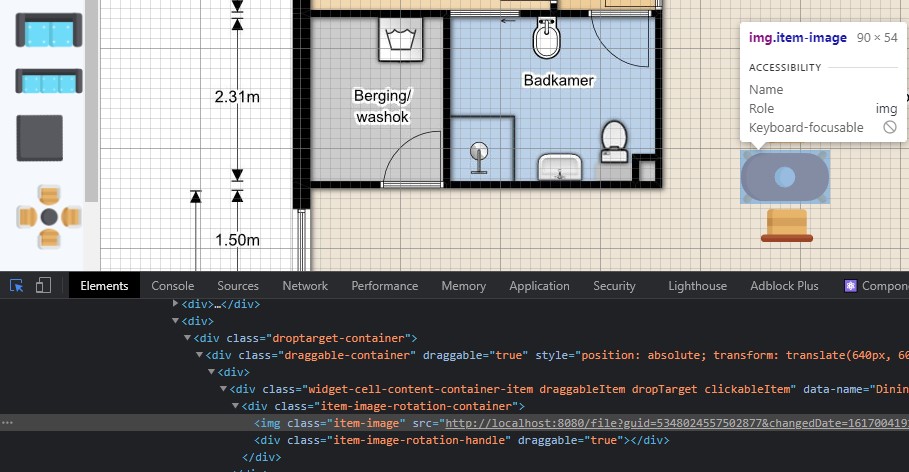 img.item-image 90 × 54
ACCESSIBILITY
Name
Role img
Keyboard-focusable
2.31m
Berging/
washok
Badkamer
1.50m
Elements Console Sources Network Performance Memory Application Security Lighthouse Adblock Plus Compon
<div>…</div>
<div>
<div class="droptarget-container">
<div class="draggable-container" draggable="true" style="position: absolute; transform: translate(640px, 60
<div>
<div class="widget-cell-content-container-item draggableItem dropTarget clickableItem" data-name="Dinin
<div class="item-image-rotation-container">
<img class="item-image" src="http://localhost:8080/file?guid=5348024557502877&changedDate=161700419
<div class="item-image-rotation-handle" draggable="true"></div>
</div>